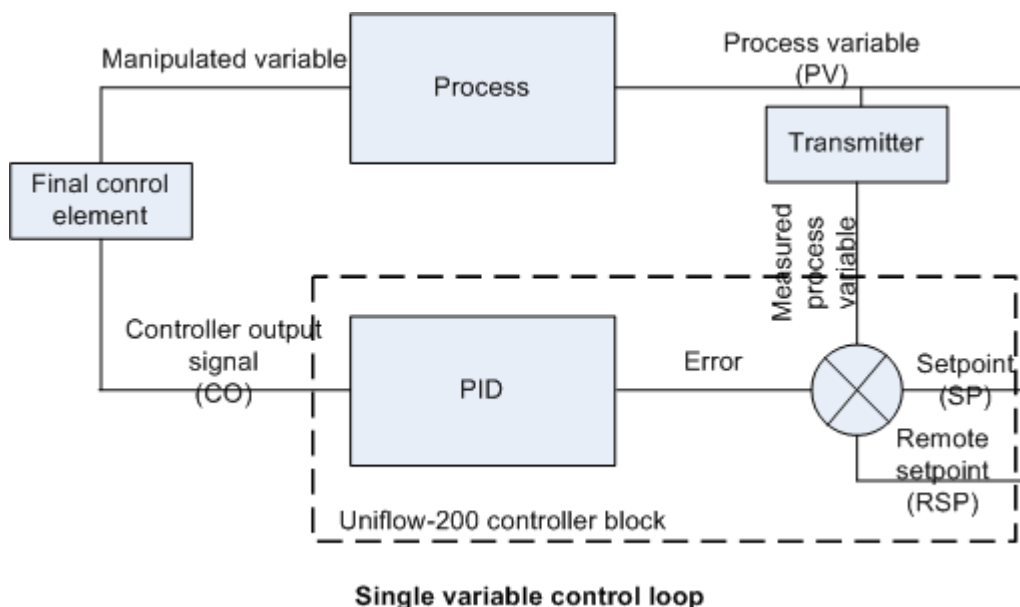 Manipulated variable
Process
Process variable
(PV)
Transmitter
Final conrol
element
Measured
process
variable
Controller output
signal
(CO)
PID
Error
Setpoint
(SP)
Remote
setpoint
(RSP)
Uniflow-200 controller block
Single variable control loop